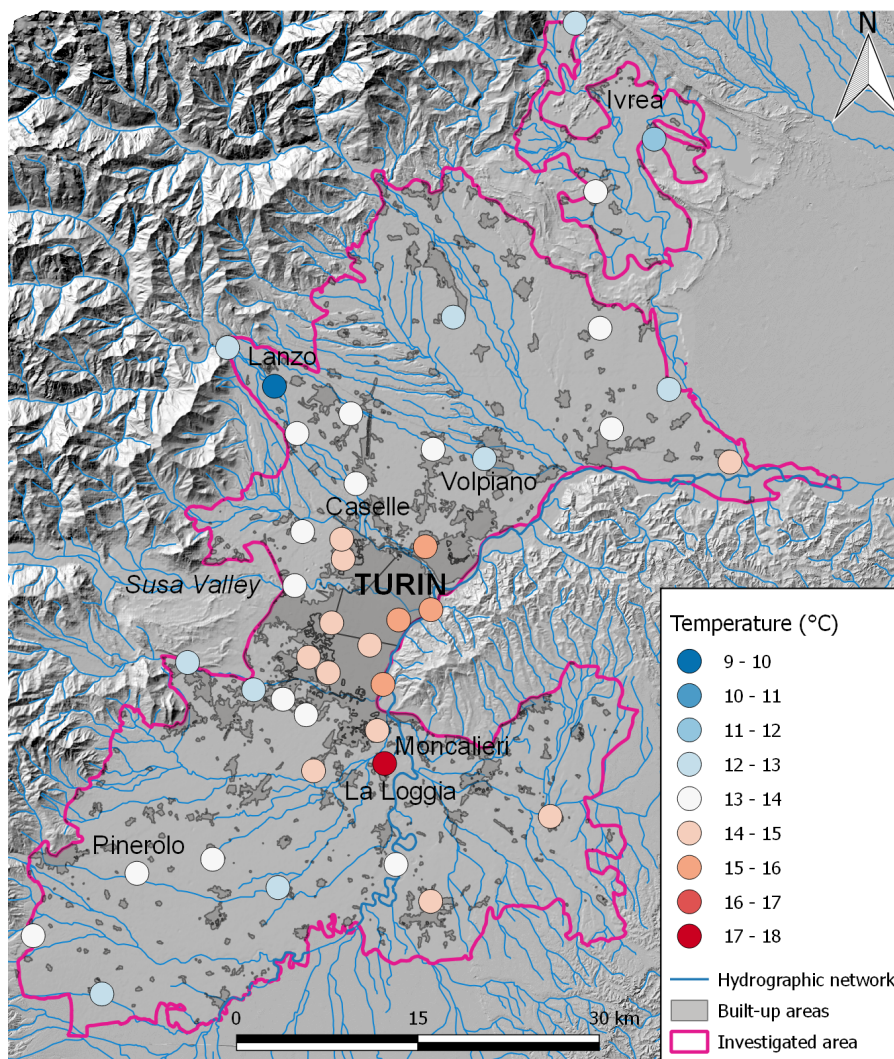 N
Ivrea
Lanzo
Volpiano
Caselle
TURIN
Susa Valley
Moncalieri
La Loggia
Pinerolo
0 15 30 km
Temperature (°C)
9 - 10
10 - 11
11 - 12
12 - 13
13 - 14
14 - 15
15 - 16
16 - 17
17 - 18
Hydrographic network
Built-up areas
Investigated area